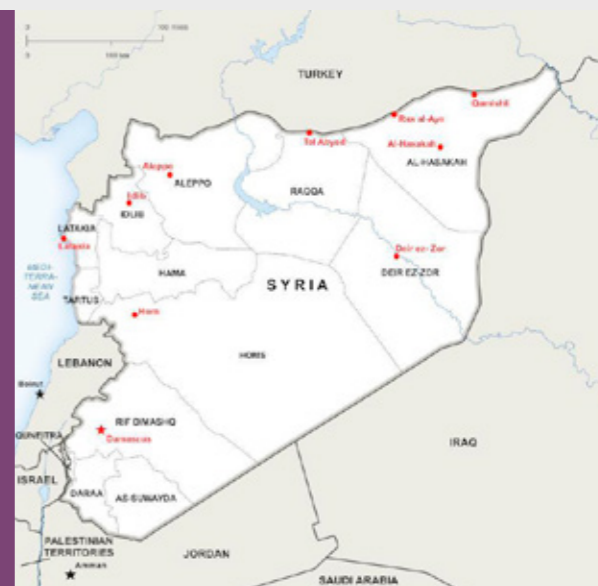 TURKEY
Qamishli
Ras al-Ayn
Tal Abyad
Al-Hasakah
AL-HASAKAH
Aleppo
ALEPPO
RAQQA
Idlib
IDLIB
LATAKIA
Latakia
Deir ez-Zor
DEIR EZ-ZOR
HAMA
MEDI-
TERRA-
NEAN
SEA
SYRIA
TARTUS
HOMS
LEBANON
Beirut
RIF DIMASHQ
Damascus
QUNEITRA
IRAQ
ISRAEL
DARAA
AS-SUWAYDA
PALESTINIAN
TERRITORIES
JORDAN
Amman
SAUDI ARABIA